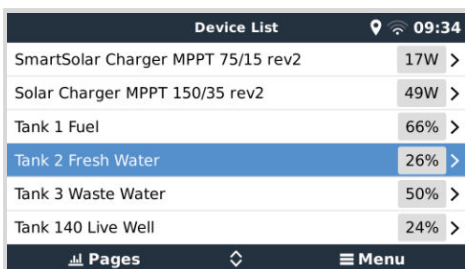 Device List 09:34
SmartSolar Charger MPPT 75/15 rev2 17W
Solar Charger MPPT 150/35 rev2 49W
Tank 1 Fuel 66%
Tank 2 Fresh Water 26%
Tank 3 Waste Water 50%
Tank 140 Live Well 24%
Pages Menu